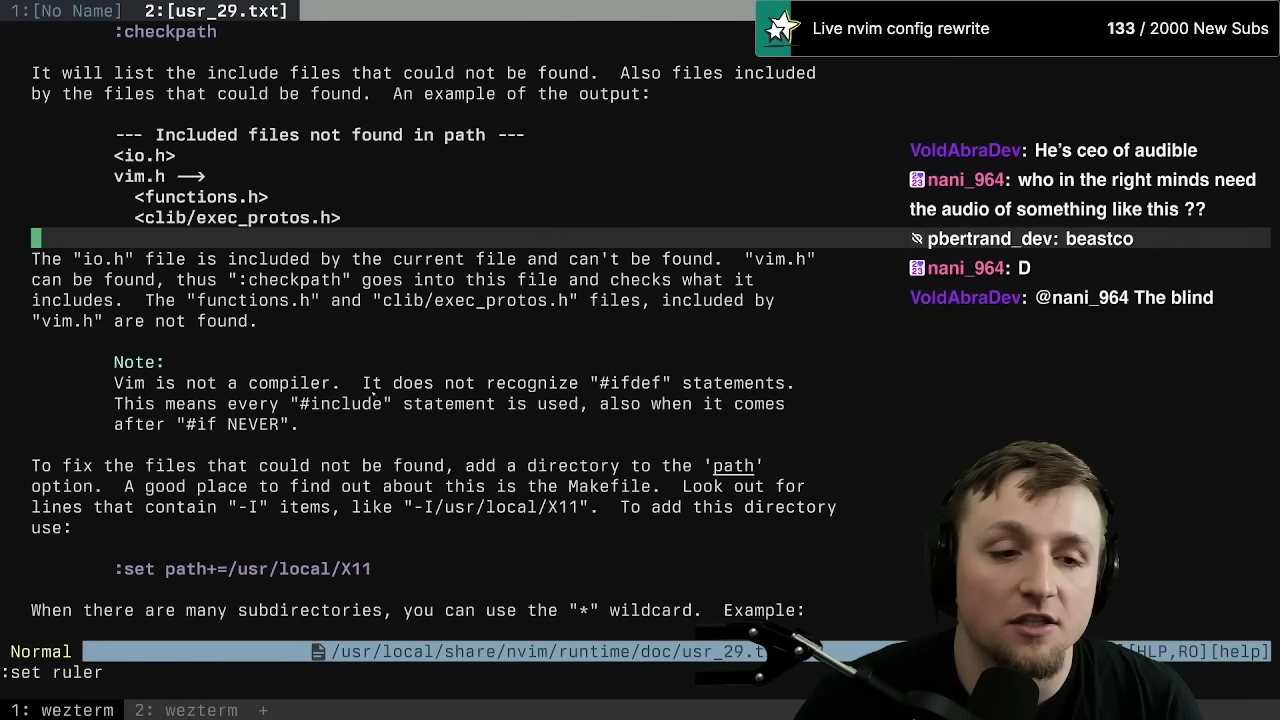 1:[No Name]  2:[usr_29.txt]
Live nvim config rewrite
133 / 2000 New Subs
:checkpath
It will list the include files that could not be found.  Also files included
by the files that could be found.  An example of the output:
--- Included files not found in path ---
<io.h>
vim.h -->
<functions.h>
<clib/exec_protos.h>
The "io.h" file is included by the current file and can't be found.  "vim.h"
can be found, thus ":checkpath" goes into this file and checks what it
includes.  The "functions.h" and "clib/exec_protos.h" files, included by
"vim.h" are not found.
Note:
Vim is not a compiler.  It does not recognize "#ifdef" statements.
This means every "#include" statement is used, also when it comes
after "#if NEVER".
To fix the files that could not be found, add a directory to the 'path'
option.  A good place to find out about this is the Makefile.  Look out for
lines that contain "-I" items, like "-I/usr/local/X11".  To add this directory
use:
:set path+=/usr/local/X11
When there are many subdirectories, you can use the "*" wildcard.  Example:
VoldAbraDev: He's ceo of audible
nani_964: who in the right minds need
the audio of something like this ??
pbertrand_dev: beastco
nani_964: D
VoldAbraDev: @nani_964 The blind
Normal
/usr/local/share/nvim/runtime/doc/usr_29.t
[HLP,RO][help]
:set ruler
1: wezterm  2: wezterm  +